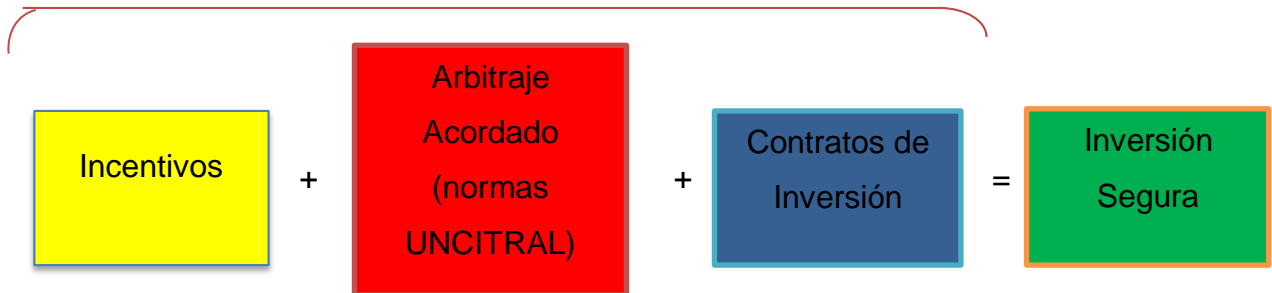 Incentivos
+
Arbitraje
Acordado
(normas
UNCITRAL)
+
Contratos de
Inversión
=
Inversión
Segura